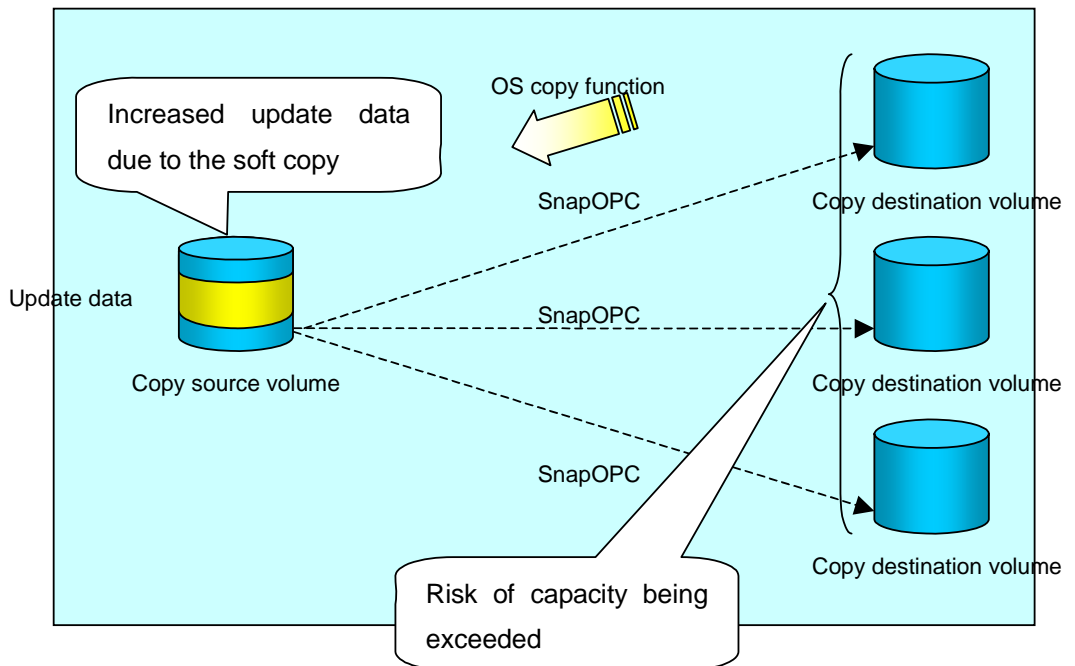 OS copy function
Increased update data
due to the soft copy
SnapOPC
Copy destination volume
Update data
SnapOPC
Copy source volume
Copy destination volume
SnapOPC
Copy destination volume
Risk of capacity being
exceeded